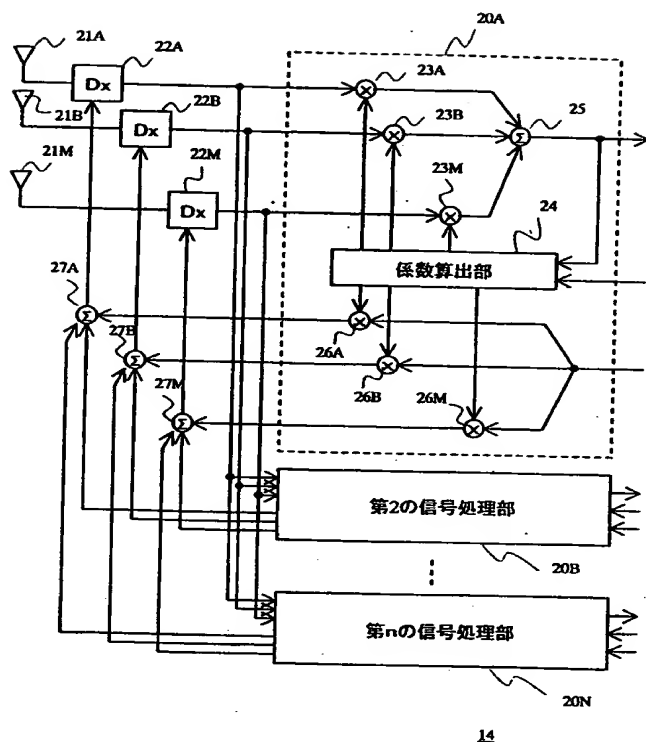 20A
21A
22A
23A
Dx
21B
22B
23B
25
Dx
Σ
21M
22M
23M
Dx
24
係数算出部
27A
Σ
26A
27B
Σ
26B
27M
26M
Σ
第2の信号処理部
20B
第nの信号処理部
20N
14